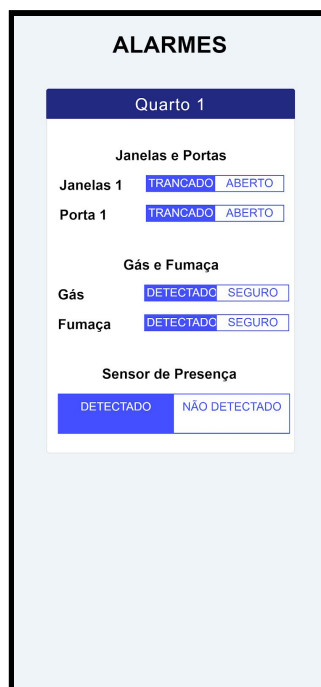 ALARMES
Quarto 1
Janelas e Portas
Janelas 1 TRANCADO ABERTO
Porta 1 TRANCADO ABERTO
Gás e Fumaça
Gás DETECTADO SEGURO
Fumaça DETECTADO SEGURO
Sensor de Presença
DETECTADO NÃO DETECTADO